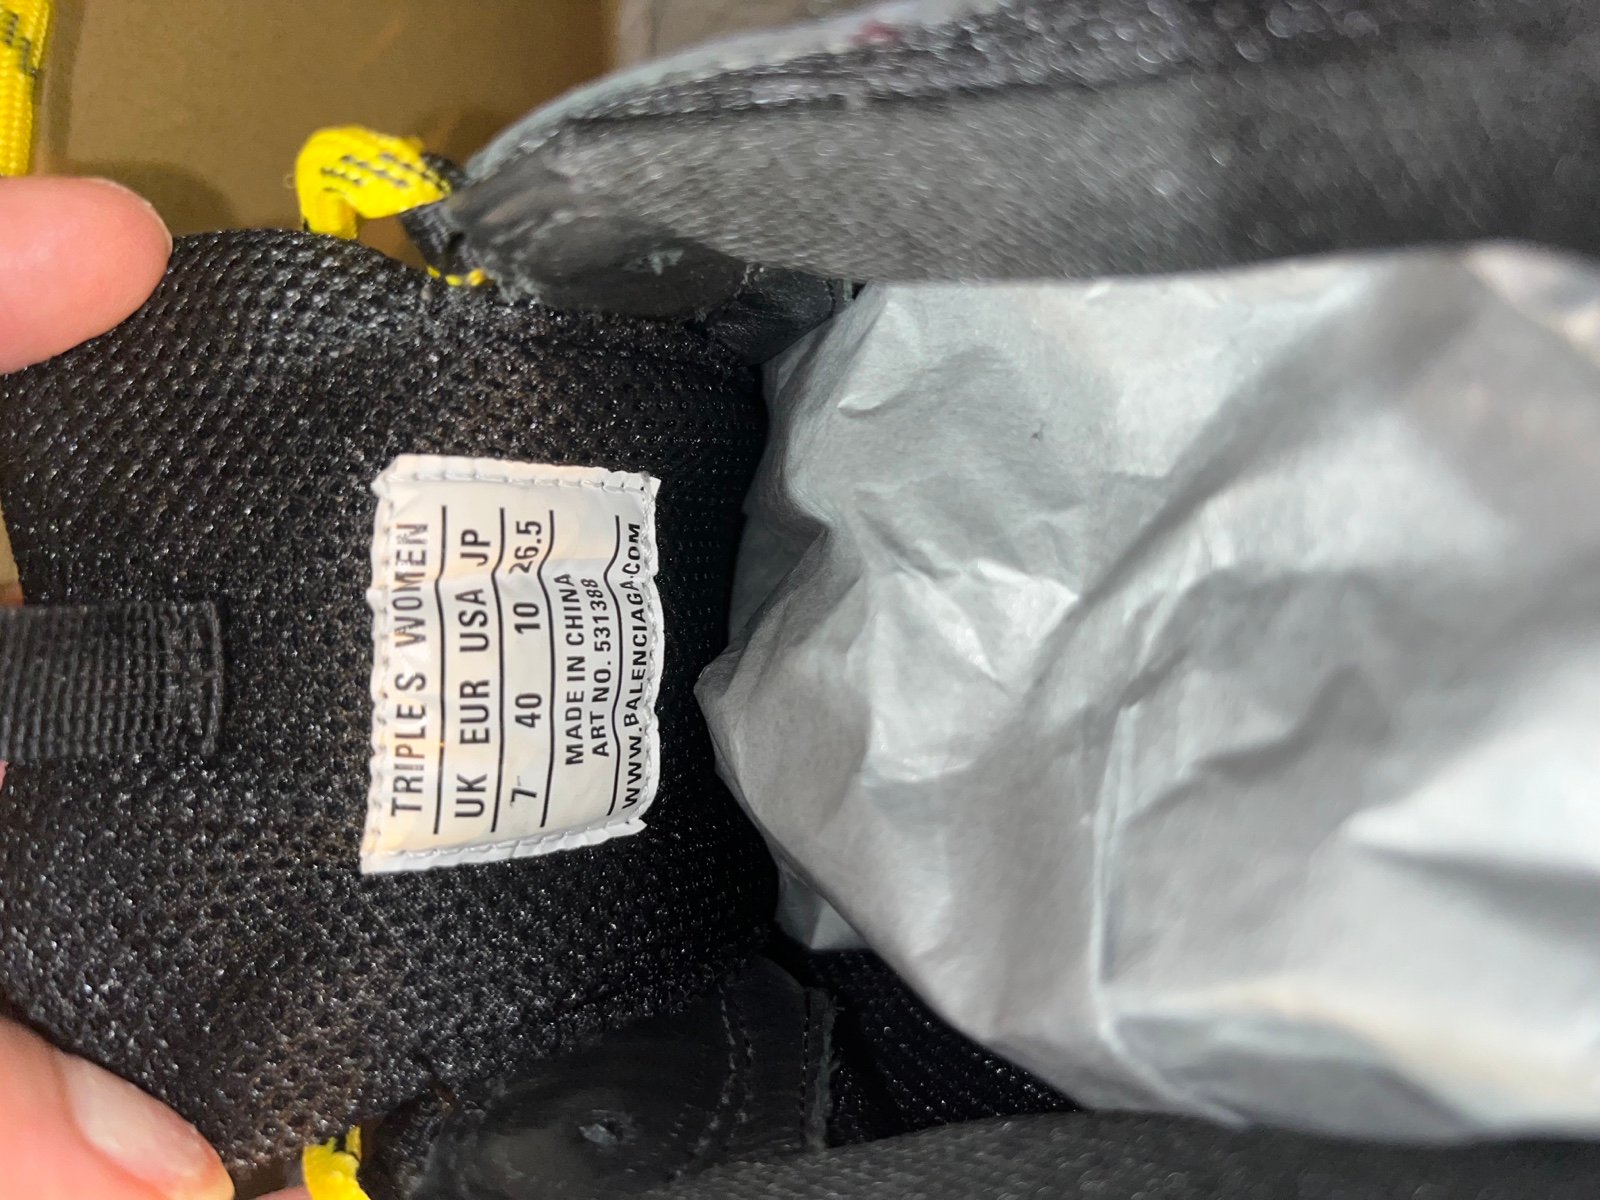 TRIPLE S WOMEN
UK EUR USA JP
7 40 10 26.5
MADE IN CHINA
ART NO. 531388
WWW.BALENCIAGA.COM